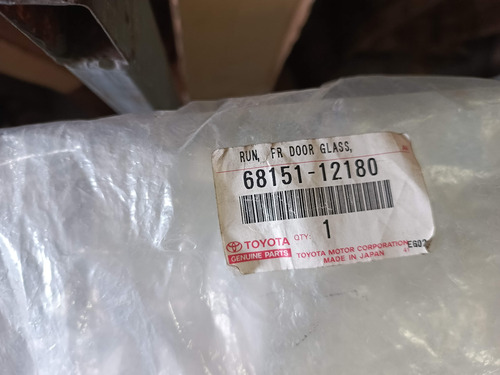 RUN, FR DOOR GLASS,
68151-12180
QTY: 1
TOYOTA
GENUINE PARTS
TOYOTA MOTOR CORPORATION
MADE IN JAPAN